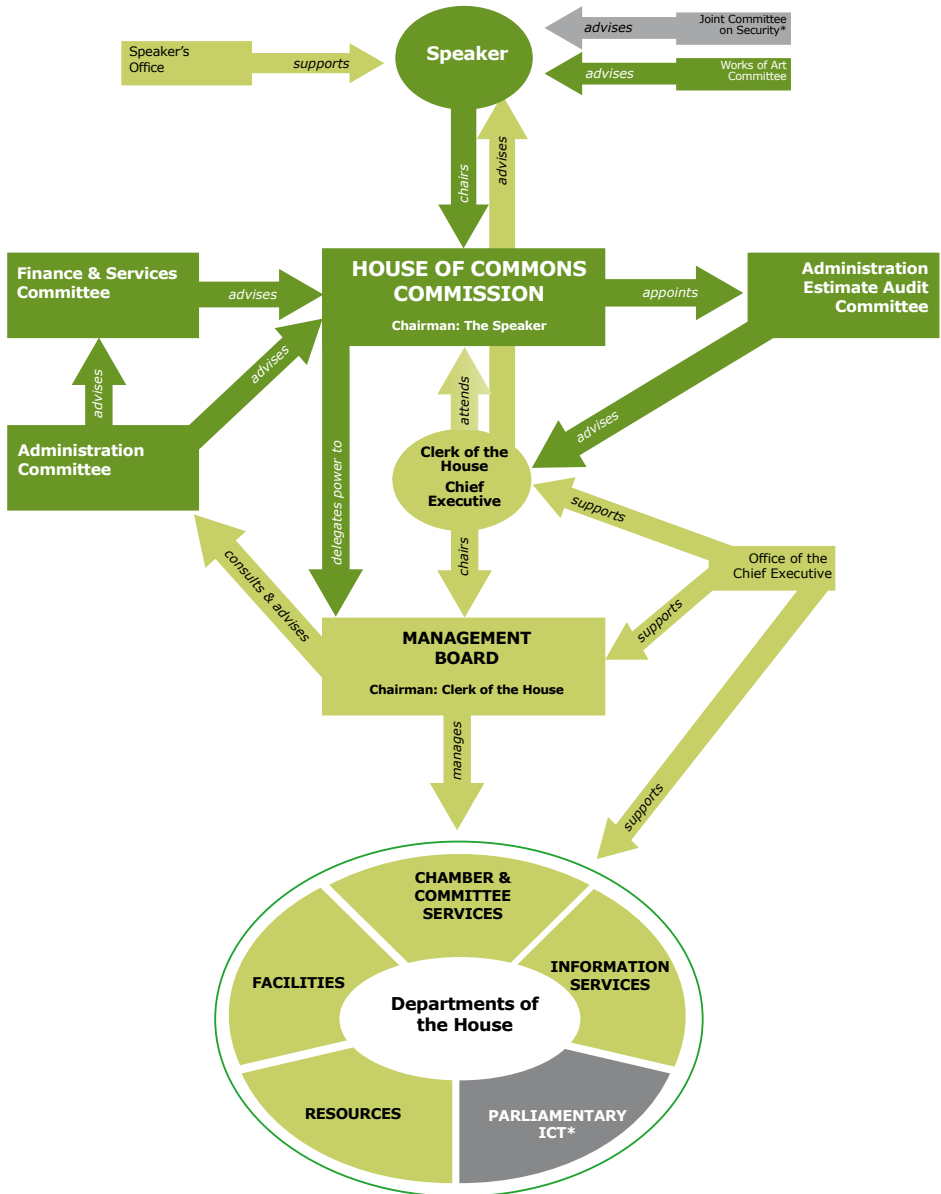 Speaker
Joint Committee
on Security*
advises
Speaker's
Office
supports
advises
Works of Art
Committee
chairs
advises
Finance & Services
Committee
advises
HOUSE OF COMMONS
COMMISSION
Chairman: The Speaker
appoints
Administration
Estimate Audit
Committee
advises
advises
attends
advises
Administration
Committee
delegates power to
Clerk of the
House
Chief
Executive
supports
chairs
Office of the
Chief Executive
consults & advises
supports
MANAGEMENT
BOARD
Chairman: Clerk of the House
manages
supports
CHAMBER &
COMMITTEE
SERVICES
FACILITIES
INFORMATION
SERVICES
Departments of
the House
RESOURCES
PARLIAMENTARY
ICT*